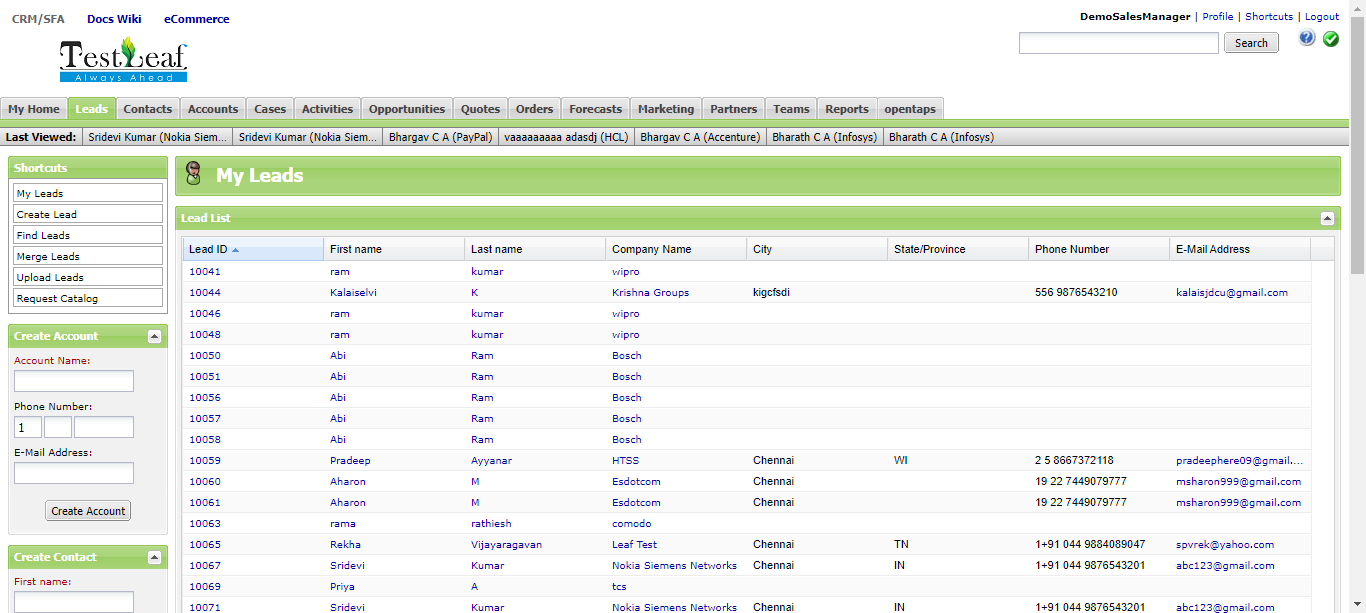 CRM/SFA Docs Wiki eCommerce
DemoSalesManager | Profile | Shortcuts | Logout
Search
TestLeaf
Always Ahead
My Home Leads Contacts Accounts Cases Activities Opportunities Quotes Orders Forecasts Marketing Partners Teams Reports opentaps
Last Viewed: Sridevi Kumar (Nokia Siem... Sridevi Kumar (Nokia Siem... Bhargav C A (PayPal) vaaaaaaaaa adasdj (HCL) Bhargav C A (Accenture) Bharath C A (Infosys) Bharath C A (Infosys)
Shortcuts
My Leads
Create Lead
Find Leads
Merge Leads
Upload Leads
Request Catalog
Create Account
Account Name:
Phone Number:
1
E-Mail Address:
Create Account
Create Contact
First name:
My Leads
Lead List
Lead ID First name Last name Company Name City State/Province Phone Number E-Mail Address
10041 ram kumar wipro
10044 Kalaiselvi K Krishna Groups kigcfsdi 556 9876543210 kalaisjdcu@gmail.com
10046 ram kumar wipro
10048 ram kumar wipro
10050 Abi Ram Bosch
10051 Abi Ram Bosch
10056 Abi Ram Bosch
10057 Abi Ram Bosch
10058 Abi Ram Bosch
10059 Pradeep Ayyanar HTSS Chennai WI 2 5 8667372118 pradeephere09@gmail....
10060 Aharon M Esdotcom Chennai 19 22 7449079777 msharon999@gmail.com
10061 Aharon M Esdotcom Chennai 19 22 7449079777 msharon999@gmail.com
10063 rama rathiesh comodo
10065 Rekha Vijayaragavan Leaf Test Chennai TN 1+91 044 9884089047 spvrek@yahoo.com
10067 Sridevi Kumar Nokia Siemens Networks Chennai IN 1+91 044 9876543201 abc123@gmail.com
10069 Priya A tcs
10071 Sridevi Kumar Nokia Siemens Networks IN 1+91 044 9876543201 abc123@gmail.com